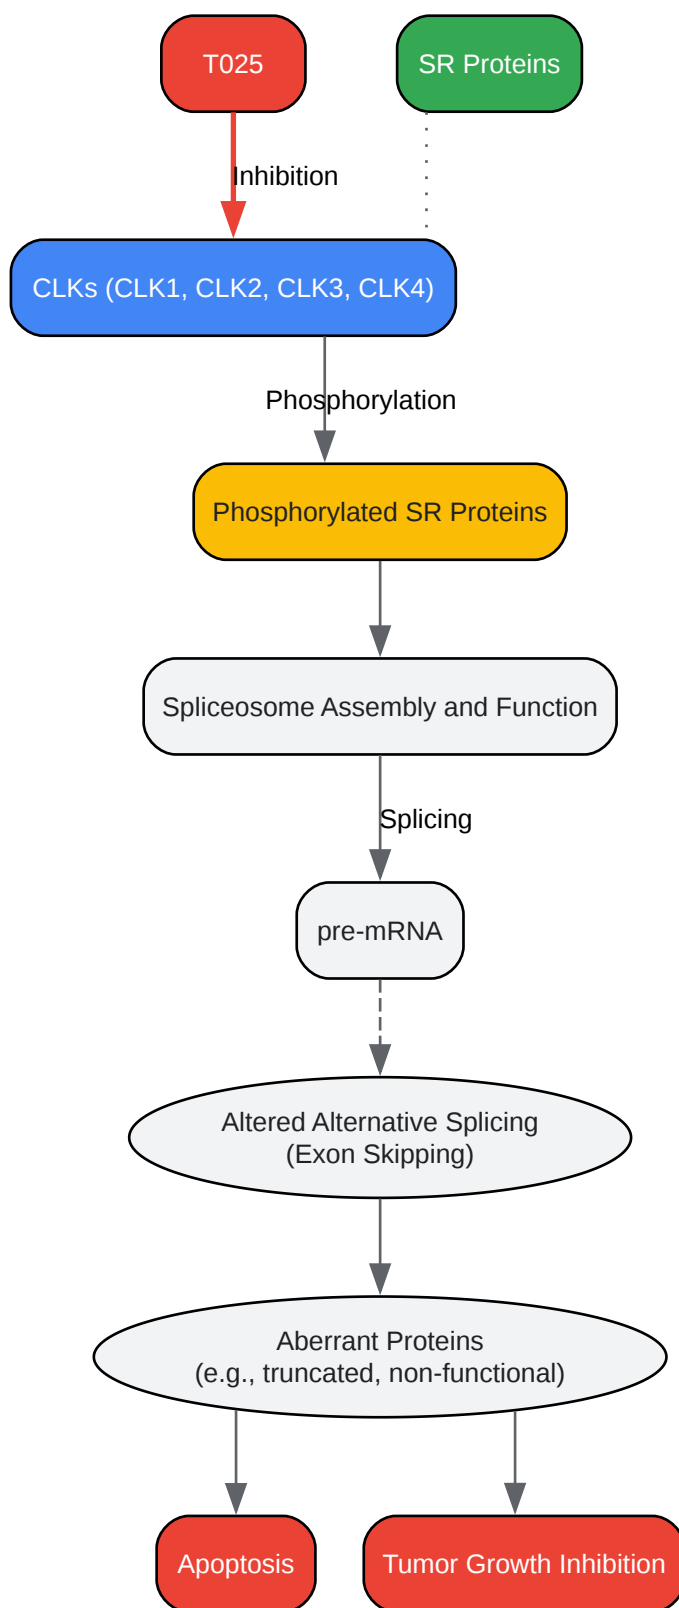 T025
SR Proteins
Inhibition
CLKs (CLK1, CLK2, CLK3, CLK4)
Phosphorylation
Phosphorylated SR Proteins
Spliceosome Assembly and Function
Splicing
pre-mRNA
Altered Alternative Splicing
(Exon Skipping)
Aberrant Proteins
(e.g., truncated, non-functional)
Apoptosis
Tumor Growth Inhibition